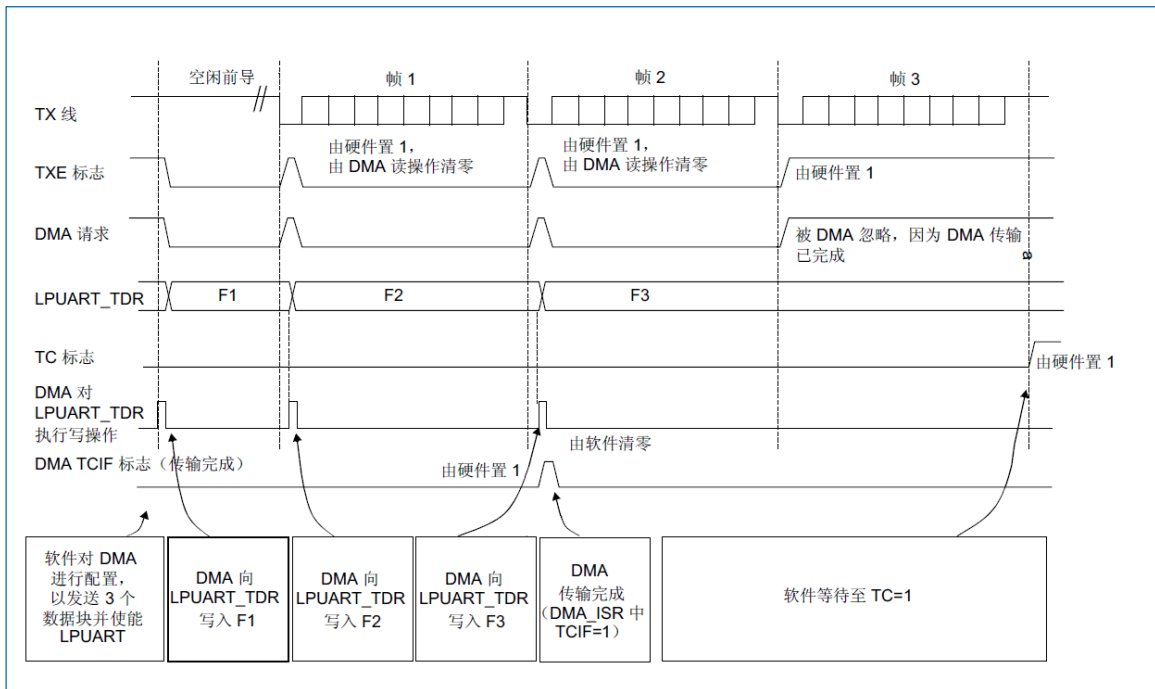 空闲前导
帧 1
帧 2
帧 3
TX 线
由硬件置 1，
由 DMA 读操作清零
由硬件置 1，
由 DMA 读操作清零
TXE 标志
由硬件置 1
DMA 请求
被 DMA 忽略，因为 DMA 传输
已完成
a
LPUART_TDR
F1
F2
F3
TC 标志
由硬件置 1
DMA 对
LPUART_TDR
执行写操作
由软件清零
DMA TCIF 标志（传输完成）
由硬件置 1
软件对 DMA
进行配置，
以发送 3 个
数据块并使能
LPUART
DMA 向
LPUART_TDR
写入 F1
DMA 向
LPUART_TDR
写入 F2
DMA 向
LPUART_TDR
写入 F3
DMA
传输完成
（DMA_ISR 中
TCIF=1）
软件等待至 TC=1